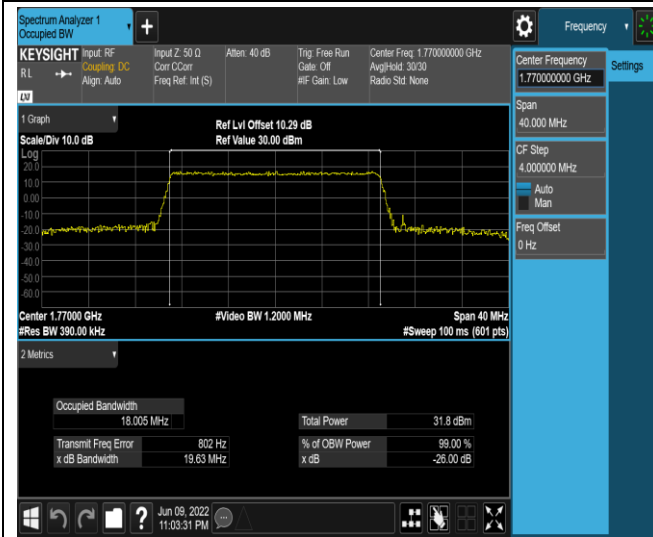 Spectrum Analyzer 1
Occupied BW
Frequency
KEYSIGHT
R L
LXI
Input: RF
Coupling: DC
Align: Auto
Input Z: 50 Ω
Corr CCorr
Freq Ref: Int (S)
Atten: 40 dB
Trig: Free Run
Gate: Off
#IF Gain: Low
Center Freq: 1.770000000 GHz
Avg|Hold: 30/30
Radio Std: None
Center Frequency
1.770000000 GHz
Settings
Span
40.000 MHz
CF Step
4.000000 MHz
Auto
Man
Freq Offset
0 Hz
1 Graph
Scale/Div 10.0 dB
Ref Lvl Offset 10.29 dB
Ref Value 30.00 dBm
Log
20.0
10.0
0.00
-10.0
-20.0
-30.0
-40.0
-50.0
-60.0
Center 1.77000 GHz
#Res BW 390.00 kHz
#Video BW 1.2000 MHz
Span 40 MHz
#Sweep 100 ms (601 pts)
2 Metrics
Occupied Bandwidth
18.005 MHz
Total Power 31.8 dBm
Transmit Freq Error 802 Hz
% of OBW Power 99.00 %
x dB Bandwidth 19.63 MHz
x dB -26.00 dB
?
Jun 09, 2022
11:03:31 PM